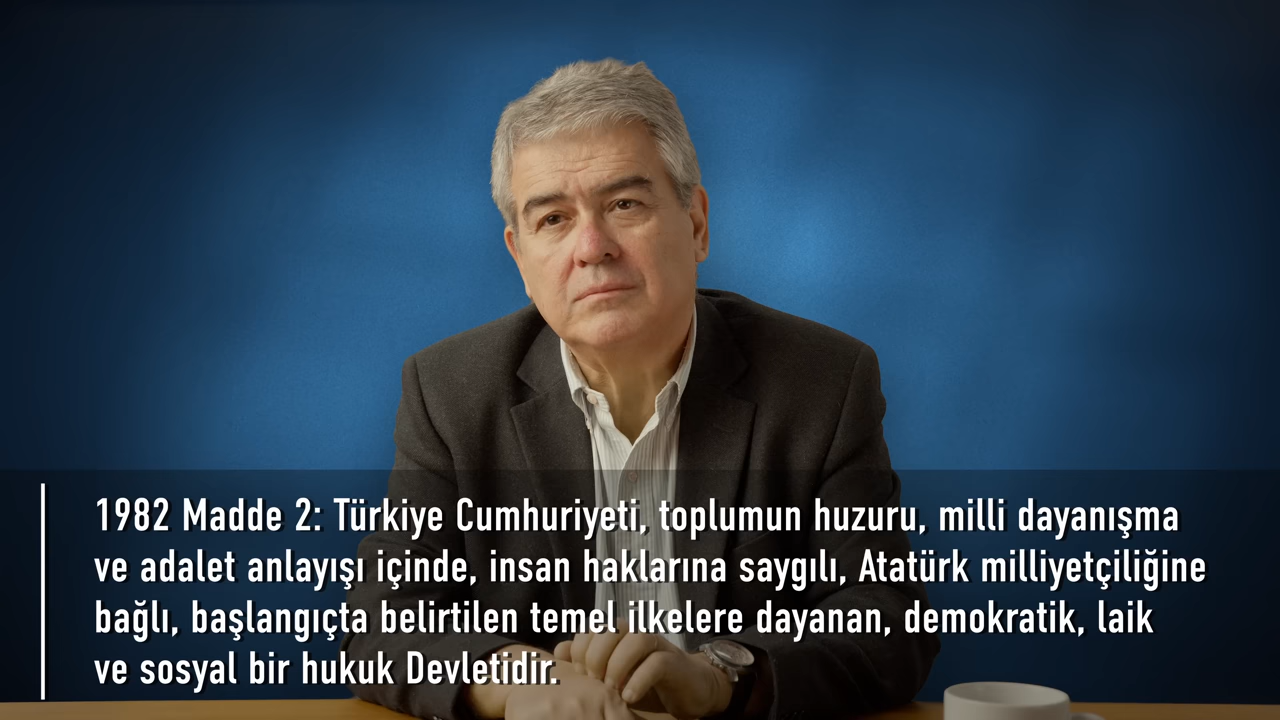 1982 Madde 2: Türkiye Cumhuriyeti, toplumun huzuru, milli dayanışma
ve adalet anlayışı içinde, insan haklarına saygılı, Atatürk milliyetçiliğine
bağlı, başlangıçta belirtilen temel ilkelere dayanan, demokratik, laik
ve sosyal bir hukuk Devletidir.